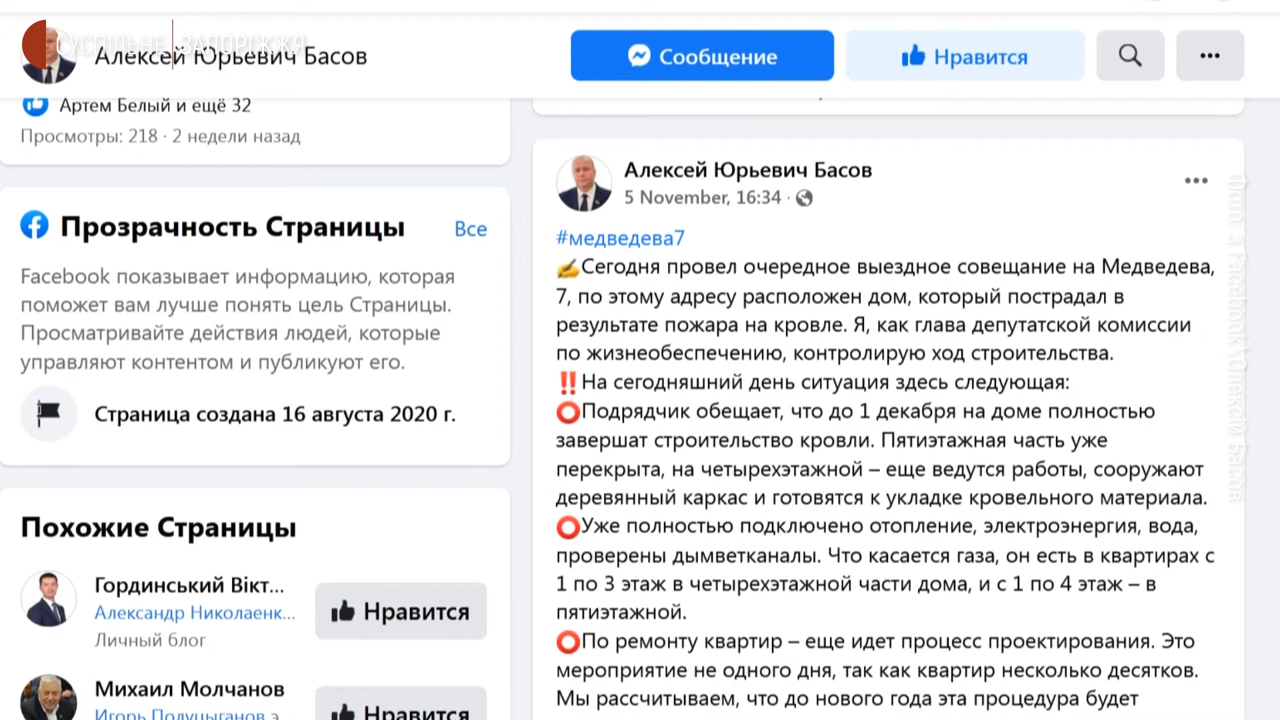 СУСПІЛЬНЕ ЗАПОРІЖЖЯ
Алексей Юрьевич Басов
Сообщение
Нравится
Артем Белый и ещё 32
Просмотры: 218 · 2 недели назад
Прозрачность Страницы
Все
Facebook показывает информацию, которая
поможет вам лучше понять цель Страницы.
Просматривайте действия людей, которые
управляют контентом и публикуют его.
Страница создана 16 августа 2020 г.
Похожие Страницы
Гординський Вікт...
Александр Николаенк...
Личный блог
Нравится
Михаил Молчанов
Игорь Подуцыганов э
Нравится
Алексей Юрьевич Басов
5 November, 16:34 ·
#медведева7
✍Сегодня провел очередное выездное совещание на Медведева,
7, по этому адресу расположен дом, который пострадал в
результате пожара на кровле. Я, как глава депутатской комиссии
по жизнеобеспечению, контролирую ход строительства.
‼На сегодняшний день ситуация здесь следующая:
⭕Подрядчик обещает, что до 1 декабря на доме полностью
завершат строительство кровли. Пятиэтажная часть уже
перекрыта, на четырехэтажной – еще ведутся работы, сооружают
деревянный каркас и готовятся к укладке кровельного материала.
⭕Уже полностью подключено отопление, электроэнергия, вода,
проверены дымветканалы. Что касается газа, он есть в квартирах с
1 по 3 этаж в четырехэтажной части дома, и с 1 по 4 этаж – в
пятиэтажной.
⭕По ремонту квартир – еще идет процесс проектирования. Это
мероприятие не одного дня, так как квартир несколько десятков.
Мы рассчитываем, что до нового года эта процедура будет
Фото: з Facebook\Олексій Басов